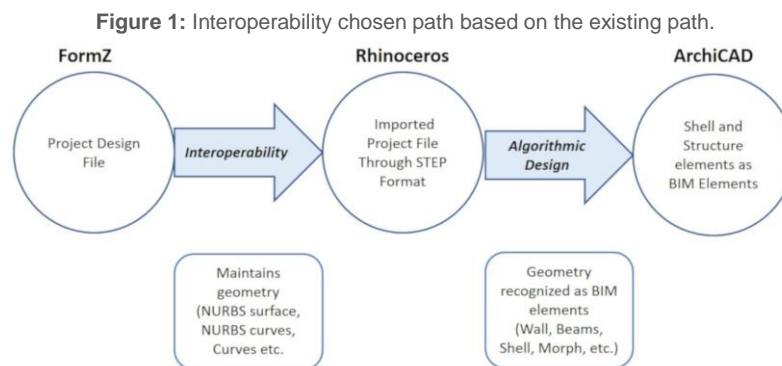 Figure 1: Interoperability chosen path based on the existing path.
FormZ
Rhinoceros
ArchiCAD
Project Design
File
Interoperability
Imported
Project File
Through STEP
Format
Algorithmic
Design
Shell and
Structure
elements as
BIM Elements
Maintains
geometry
(NURBS surface,
NURBS curves,
Curves etc.
Geometry
recognized as BIM
elements
(Wall, Beams,
Shell, Morph, etc.)